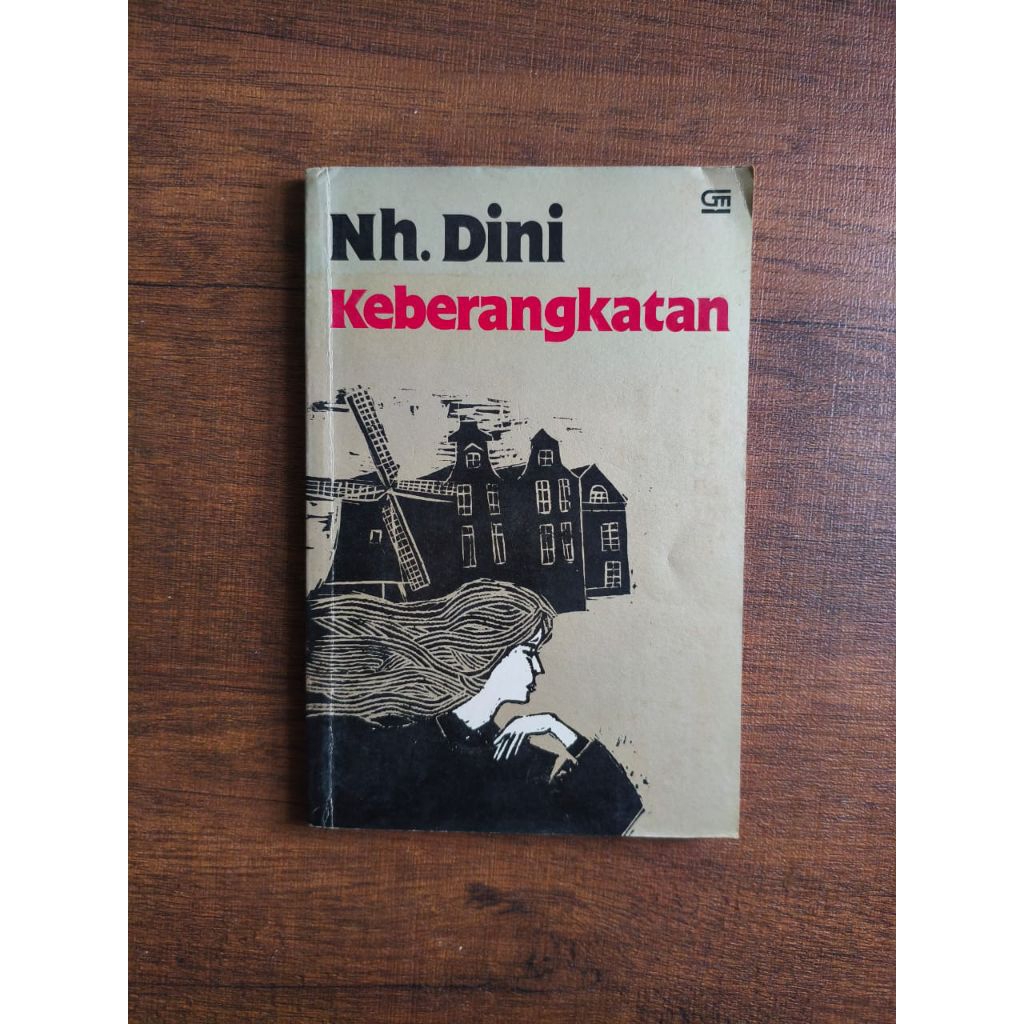 Nh. Dini
Keberangkatan